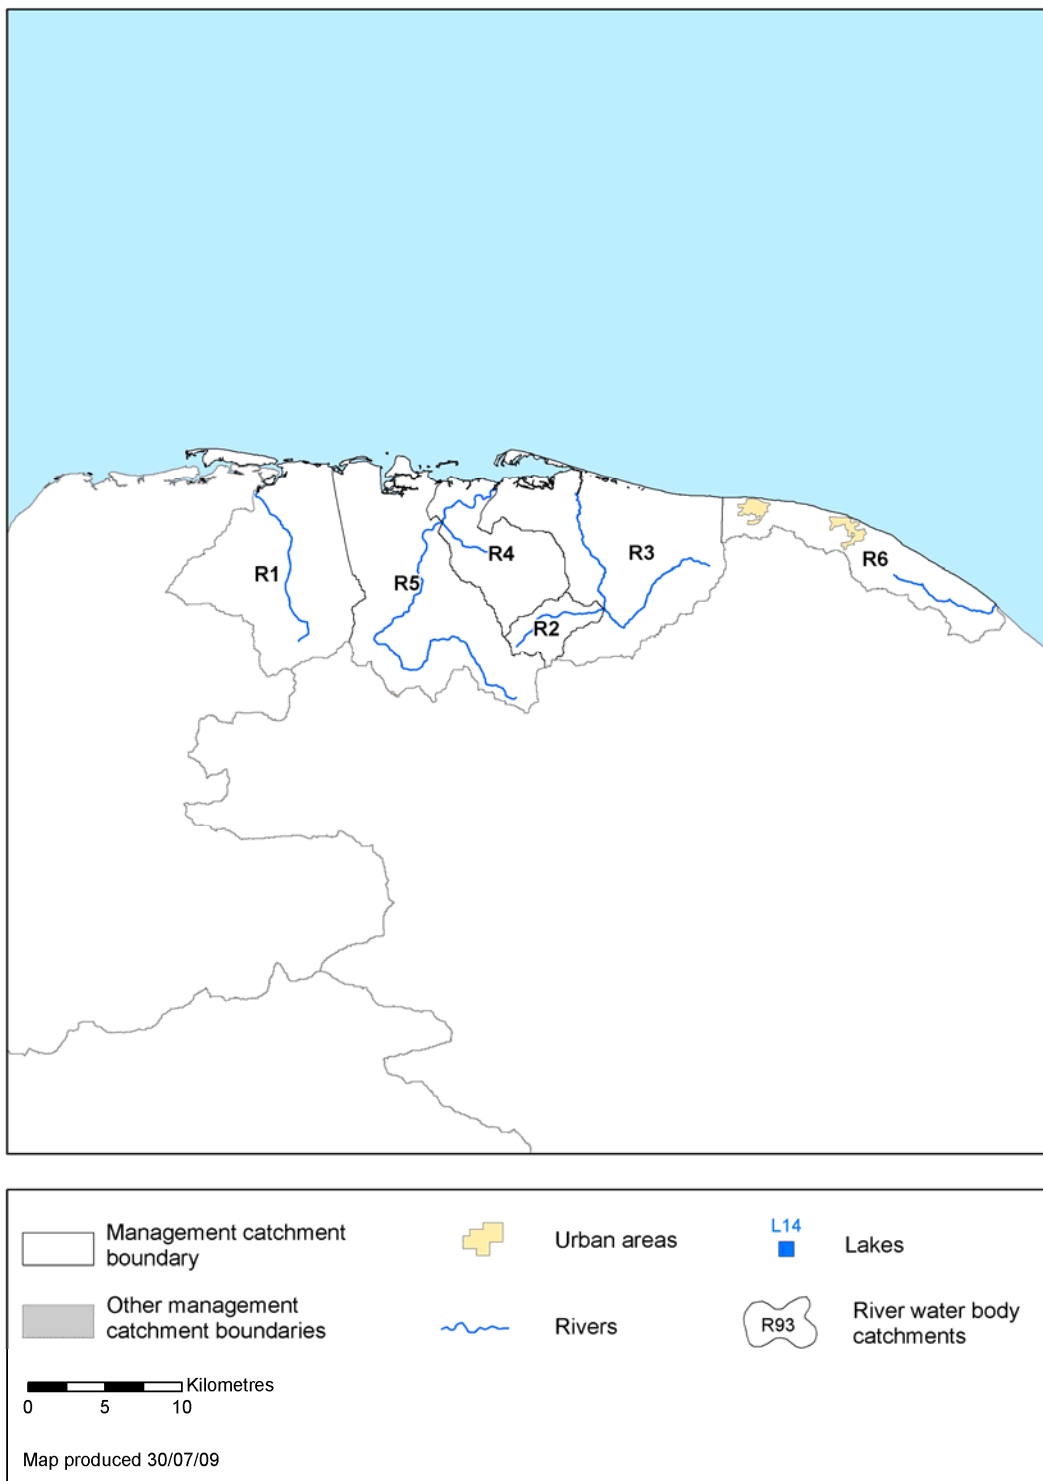 R1
R5
R4
R3
R2
R6
Management catchment
boundary
Urban areas
L14
Lakes
Other management
catchment boundaries
Rivers
R93
River water body
catchments
Kilometres
0 5 10
Map produced 30/07/09